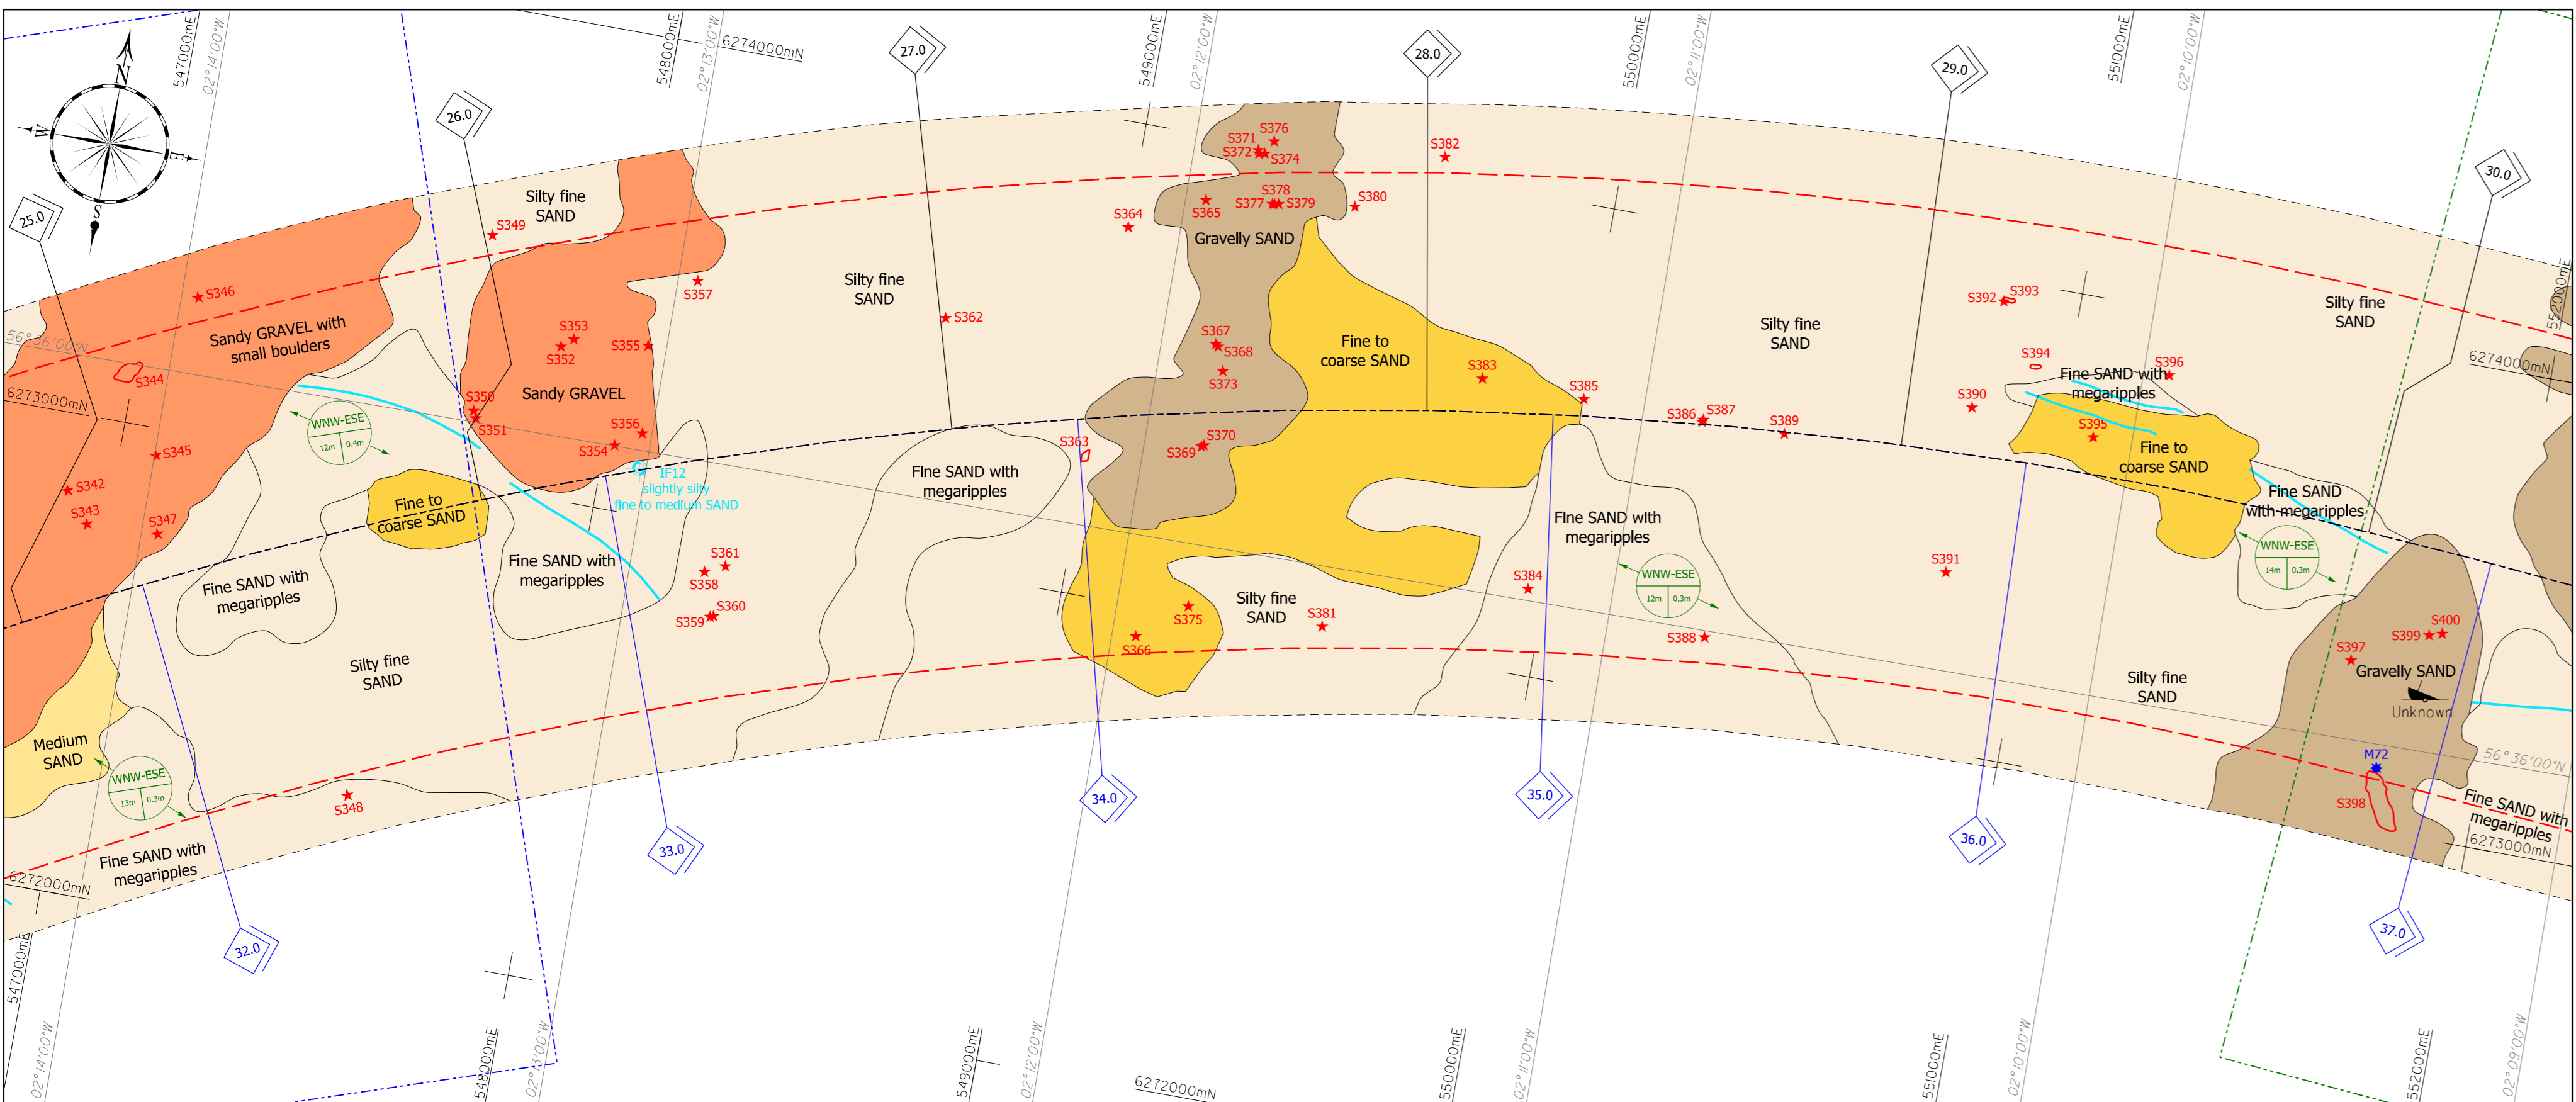 547000mE
02°14'00"W
548000mE
02°13'00"W
6274000mN
549000mE
02°12'00"W
550000mE
02°11'00"W
551000mE
02°10'00"W
N
W
E
S
25.0
26.0
27.0
28.0
29.0
30.0
552000mE
S371
S376
S372
S374
S382
S378
S377
S379
S365
S380
S364
Gravelly SAND
Silty fine
SAND
S349
S346
Sandy GRAVEL with
small boulders
56°36'00"N
S344
6273000mN
S357
S353
S352
S355
Sandy GRAVEL
S350
S351
S356
S354
Silty fine
SAND
S362
S367
S368
S373
Fine to
coarse SAND
S383
S385
Silty fine
SAND
S386
S387
S389
S392
S393
S394
S396
Fine SAND with
megaripples
S390
S395
Fine to
coarse SAND
Silty fine
SAND
6274000mN
WNW-ESE
12m
0.4m
S345
S342
S343
S347
Fine to
coarse SAND
IF12
slightly silty
fine to medium SAND
Fine SAND with
megaripples
S363
S370
S369
Fine SAND with
megaripples
Fine SAND
with megaripples
WNW-ESE
14m
0.3m
Fine SAND with
megaripples
Fine SAND with
megaripples
S361
S358
S360
S359
S375
S366
Silty fine
SAND
S381
S384
WNW-ESE
12m
0.3m
S388
S391
S400
S399
S397
Gravelly SAND
Unknown
Silty fine
SAND
Silty fine
SAND
Medium
SAND
WNW-ESE
13m
0.3m
S348
Fine SAND with
megaripples
M72
S398
56°36'00"N
Fine SAND with
megaripples
6273000mN
6272000mN
32.0
33.0
34.0
35.0
36.0
37.0
547000mE
02°14'00"W
548000mE
02°13'00"W
549000mE
02°12'00"W
6272000mN
550000mE
02°11'00"W
551000mE
02°10'00"W
552000mE
02°09'00"W